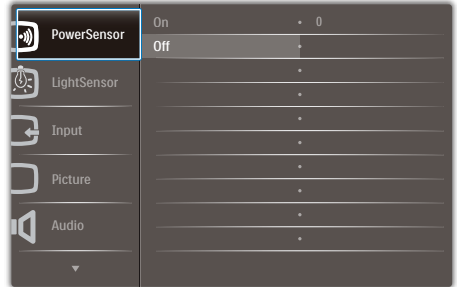 PowerSensor
On 0
Off
LightSensor
Input
Picture
Audio